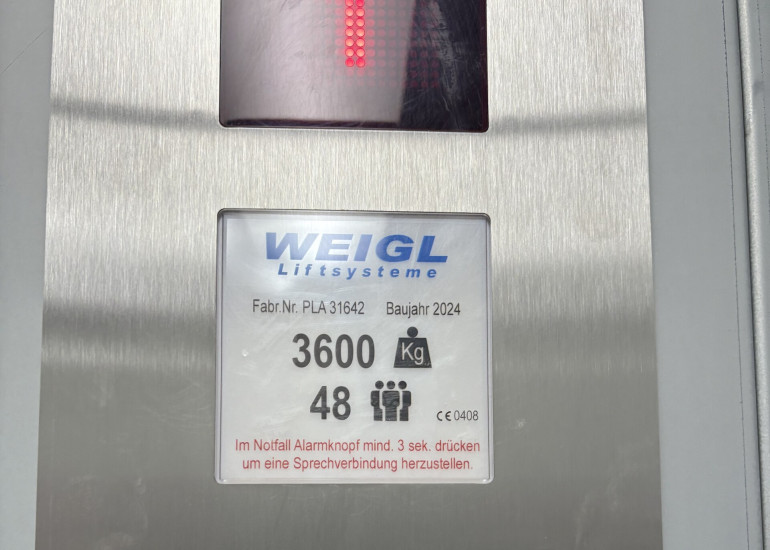 WEIGL
Liftsysteme
Fabr.Nr. PLA 31642 Baujahr 2024
3600 Kg
48
CE 0408
Im Notfall Alarmknopf mind. 3 sek. drücken
um eine Sprechverbindung herzustellen.